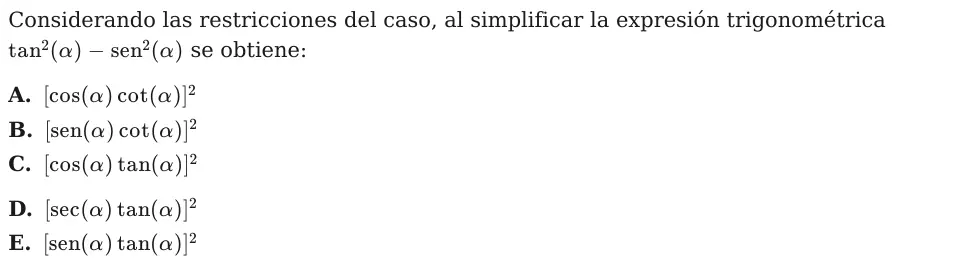 Considerando las restricciones del caso, al simplificar la expresión trigonométrica
tan²(α) − sen²(α) se obtiene:
A. [cos(α) cot(α)]²
B. [sen(α) cot(α)]²
C. [cos(α) tan(α)]²
D. [sec(α) tan(α)]²
E. [sen(α) tan(α)]²